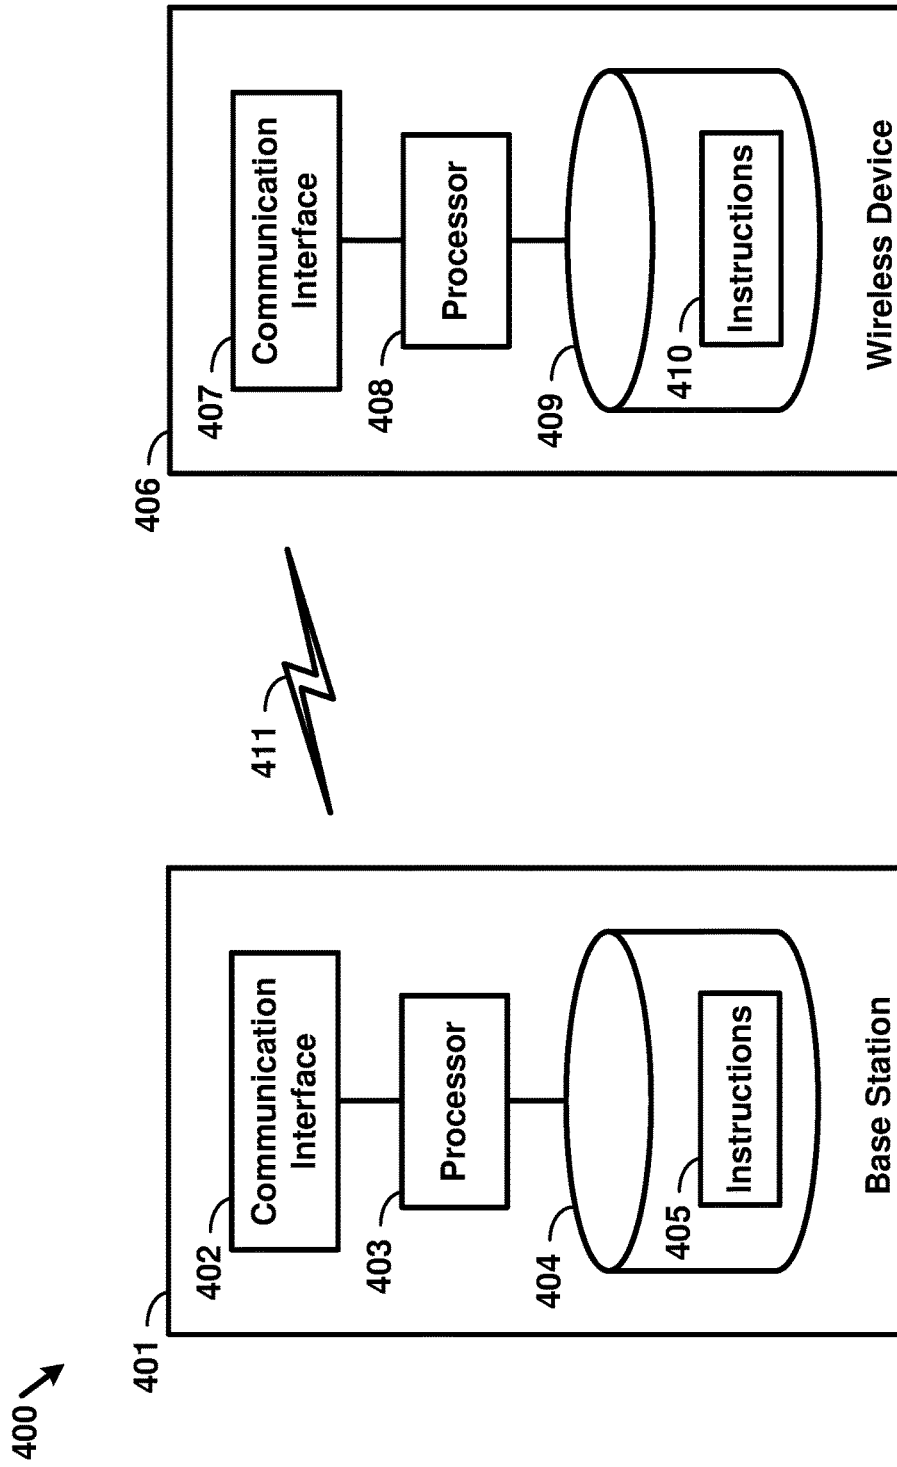 400
401
402
Communication
Interface
403
Processor
404
405
Instructions
Base Station
411
406
407
Communication
Interface
408
Processor
409
410
Instructions
Wireless Device